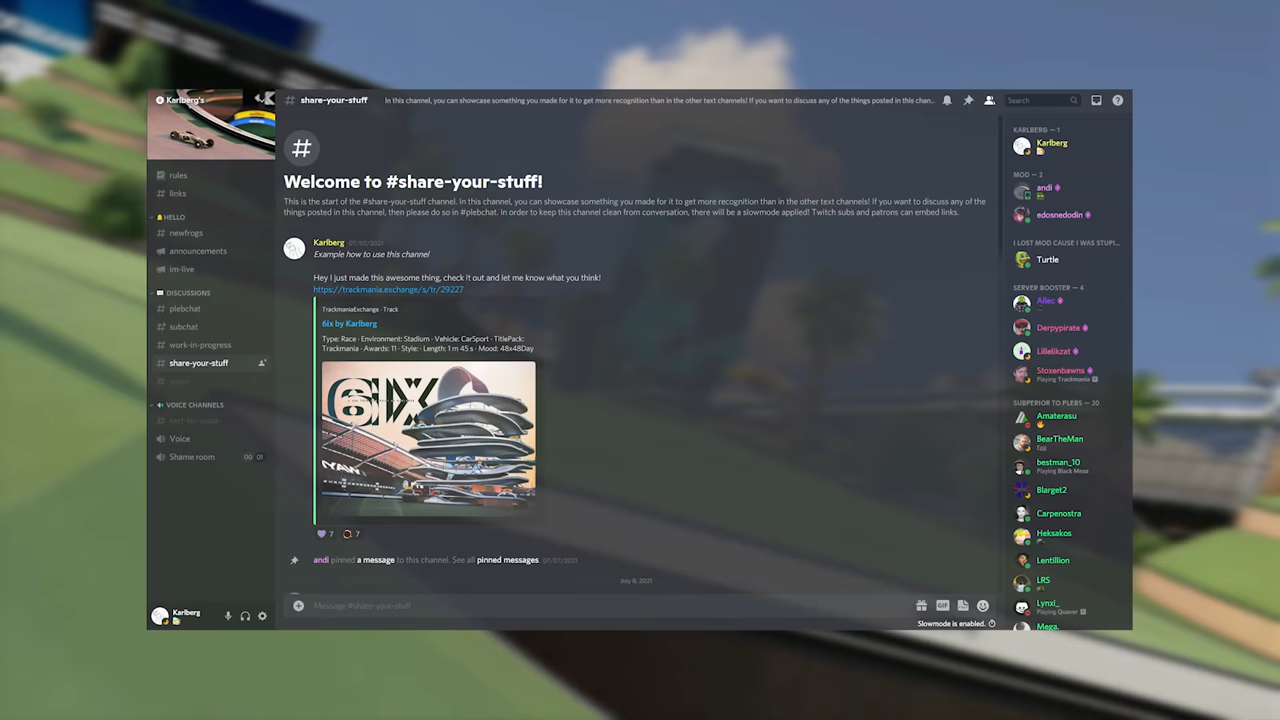 Karlberg's
rules
links
HELLO
newfrogs
announcements
im-live
DISCUSSIONS
plebchat
subchat
work-in-progress
share-your-stuff
VOICE CHANNELS
text-for-voice
Voice
Shame room 00 01
Karlberg
# share-your-stuff In this channel, you can showcase something you made for it to get more recognition than in the other text channels! If you want to discuss any of the things posted in this chan...
Search
#
Welcome to #share-your-stuff!
This is the start of the #share-your-stuff channel. In this channel, you can showcase something you made for it to get more recognition than in the other text channels! If you want to discuss any of the
things posted in this channel, then please do so in #plebchat. In order to keep this channel clean from conversation, there will be a slowmode applied! Twitch subs and patrons can embed links.
Karlberg 07/07/2021
Example how to use this channel
Hey I just made this awesome thing, check it out and let me know what you think!
https://trackmania.exchange/s/tr/29227
TrackmaniaExchange · Track
6ix by Karlberg
Type: Race · Environment: Stadium · Vehicle: CarSport · TitlePack:
Trackmania · Awards: 11 · Style: · Length: 1 m 45 s · Mood: 48x48Day
6IX
7 7
andi pinned a message to this channel. See all pinned messages. 07/07/2021
July 8, 2021
Message #share-your-stuff
GIF
Slowmode is enabled.
KARLBERG — 1
Karlberg
MOD — 2
andi
edosnedodin
I LOST MOD CAUSE I WAS STUPI...
Turtle
SERVER BOOSTER — 4
Ailec
Derpypirate
Lillelikzat
Stoxenbawns
Playing Trackmania
SUBPERIOR TO PLEBS — 20
Amaterasu
BearTheMan
Egg
bestman_10
Playing Black Mesa
Blarget2
Carpenostra
Heksakos
Lentillion
LRS
Lynxi_
Playing Quaver
Mega.